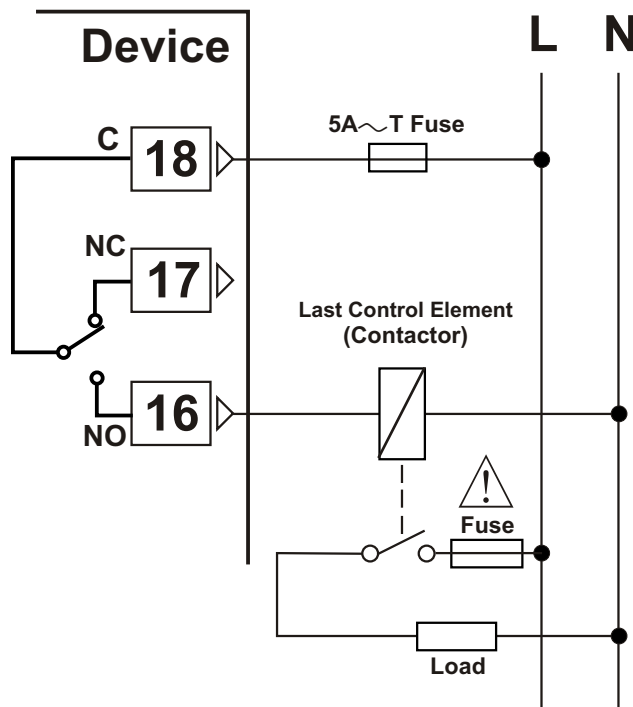 Device
L N
C
18
5A~T Fuse
NC
17
Last Control Element
(Contactor)
16
NO
Fuse
Load